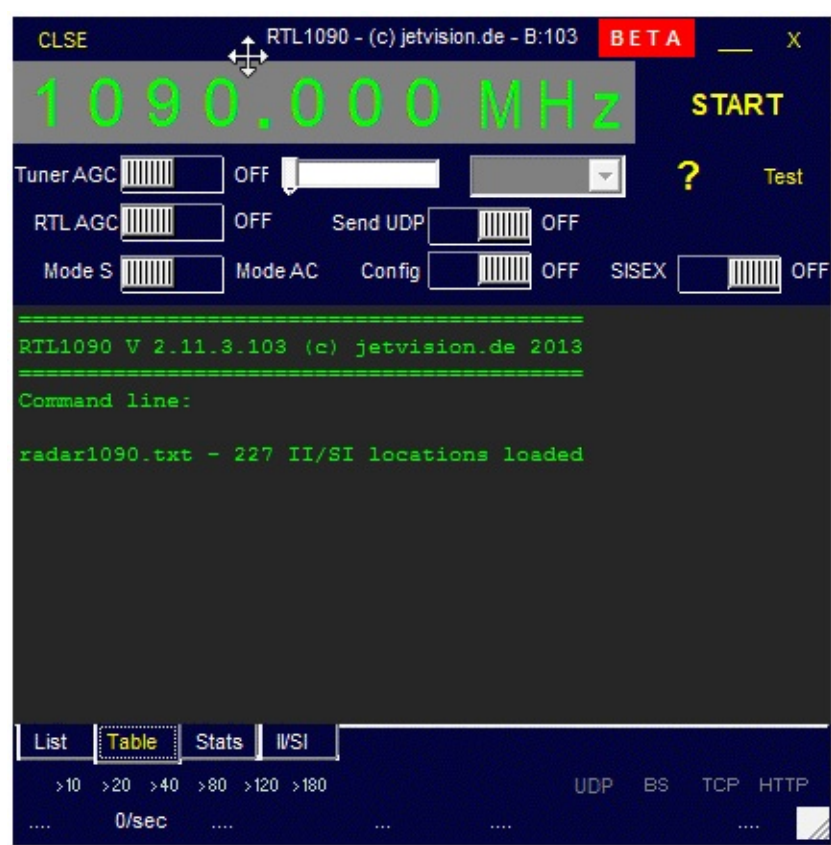 CLSE RTL1090 - (c) jetvision.de - B:103 BETA __ X
1090.000 MHz START
Tuner AGC OFF ? Test
RTL AGC OFF Send UDP OFF
Mode S Mode AC Config OFF SISEX OFF
==========================================
RTL1090 V 2.11.3.103 (c) jetvision.de 2013
==========================================
Command line:
radar1090.txt - 227 II/SI locations loaded
List Table Stats II/SI
>10 >20 >40 >80 >120 >180 UDP BS TCP HTTP
.... 0/sec .... ... .... ....